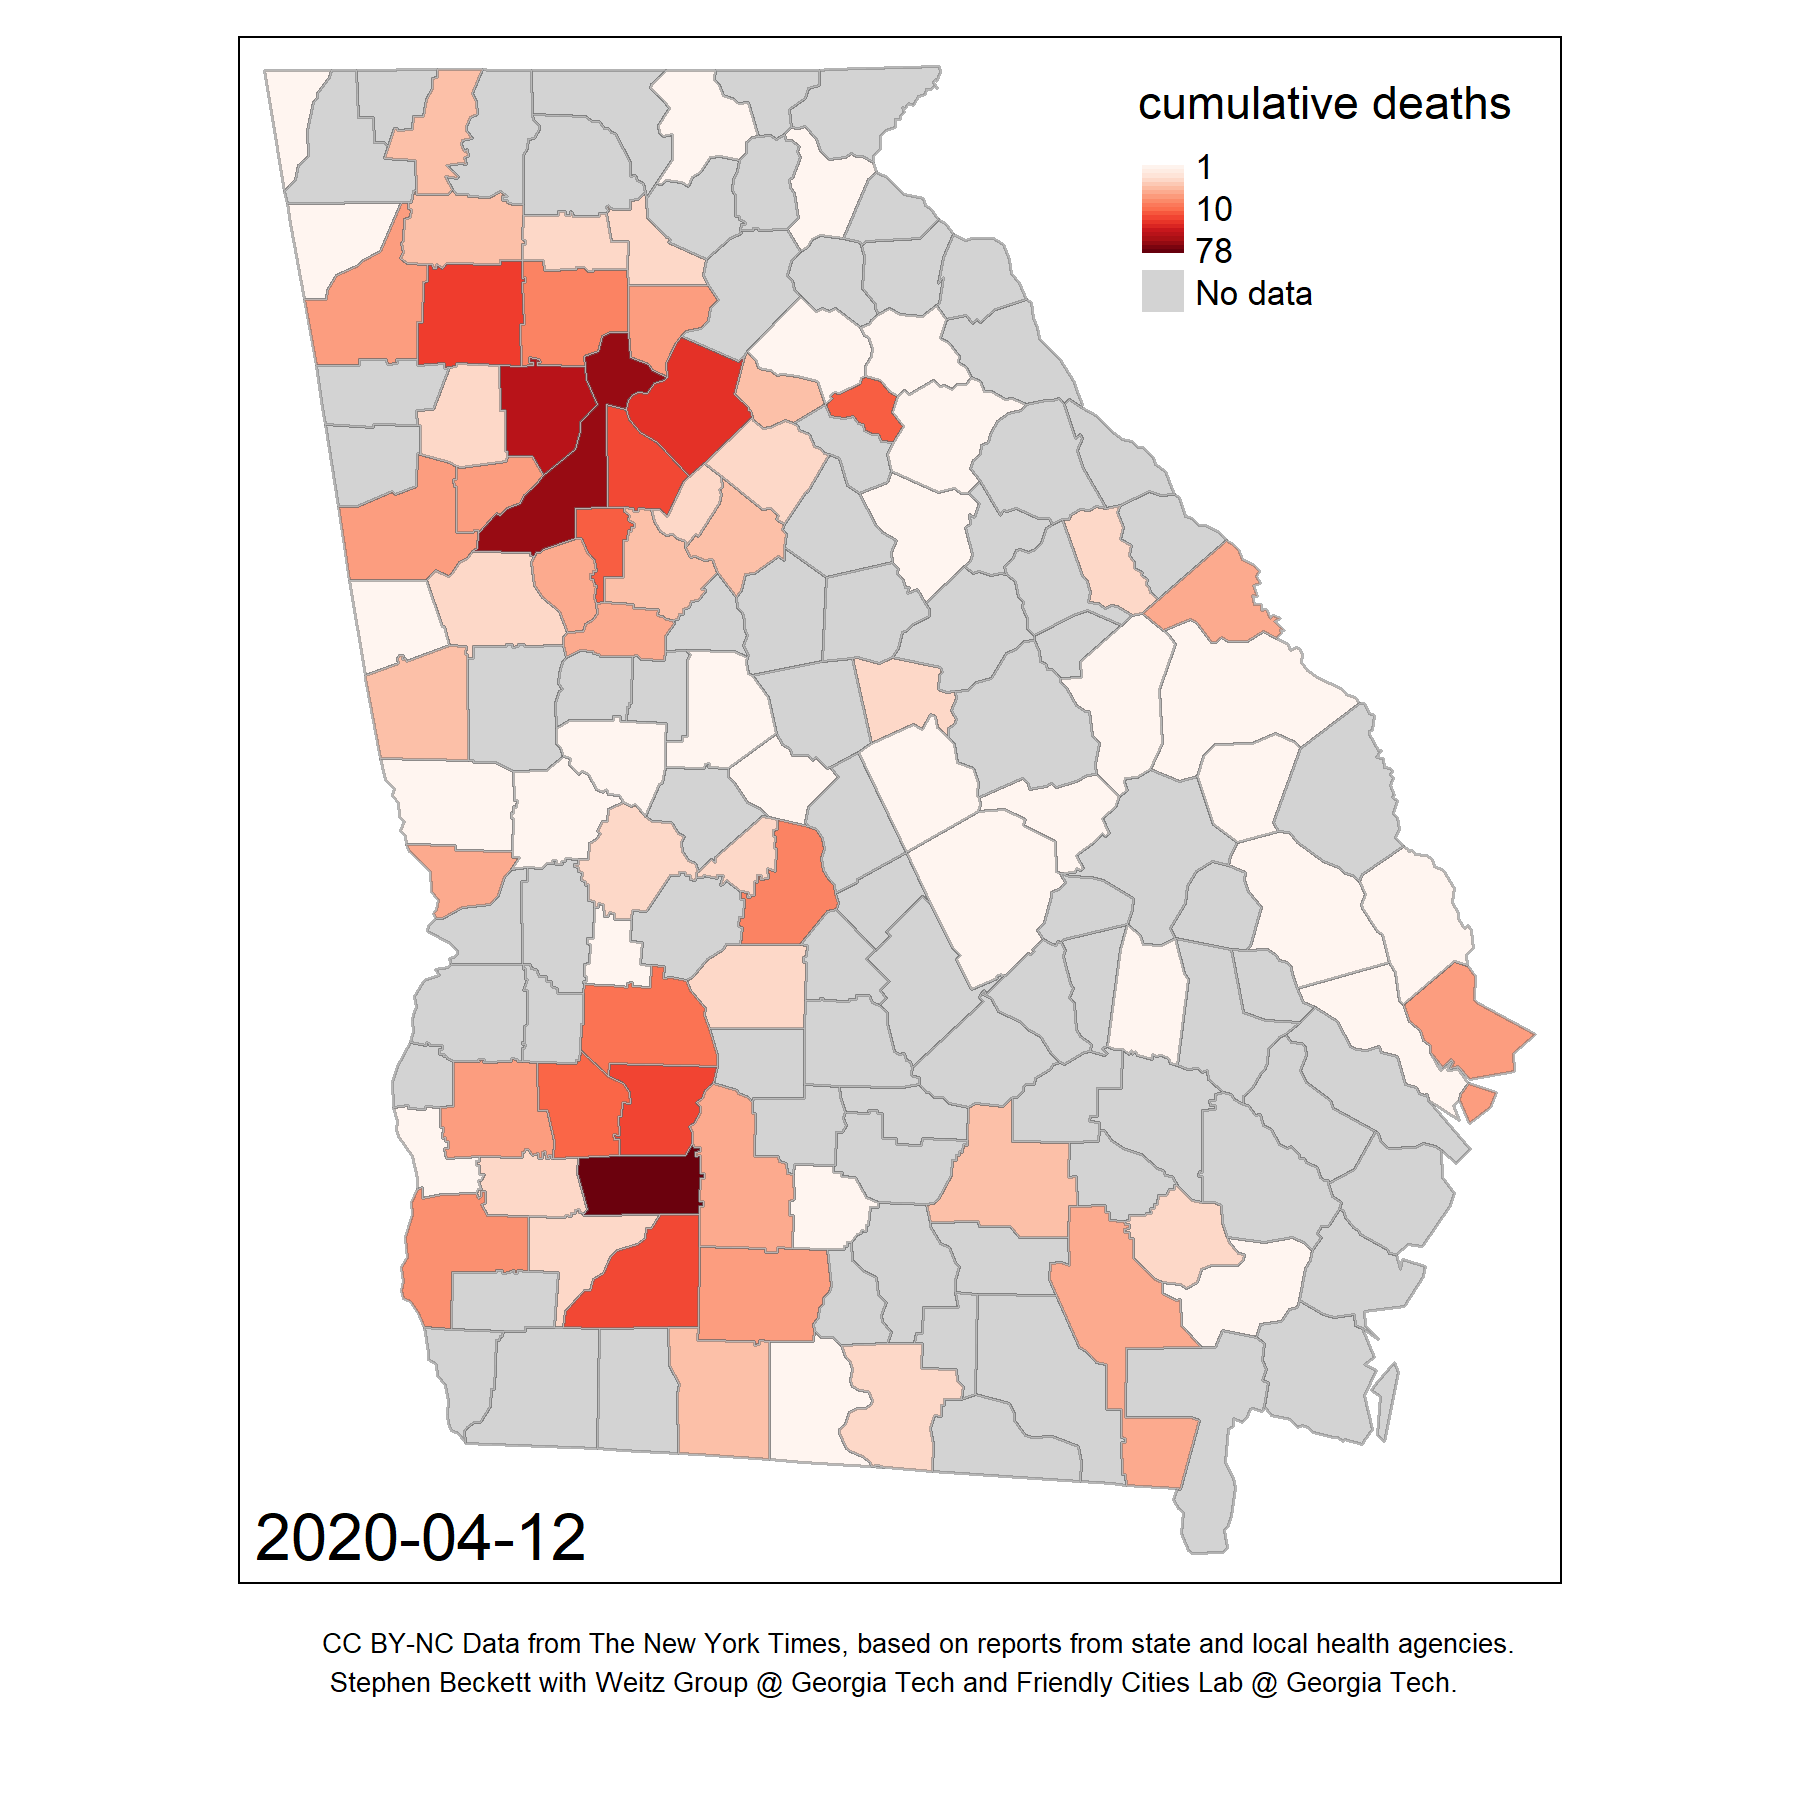 cumulative deaths
1
10
78
No data
2020-04-12
CC BY-NC Data from The New York Times, based on reports from state and local health agencies.
Stephen Beckett with Weitz Group @ Georgia Tech and Friendly Cities Lab @ Georgia Tech.